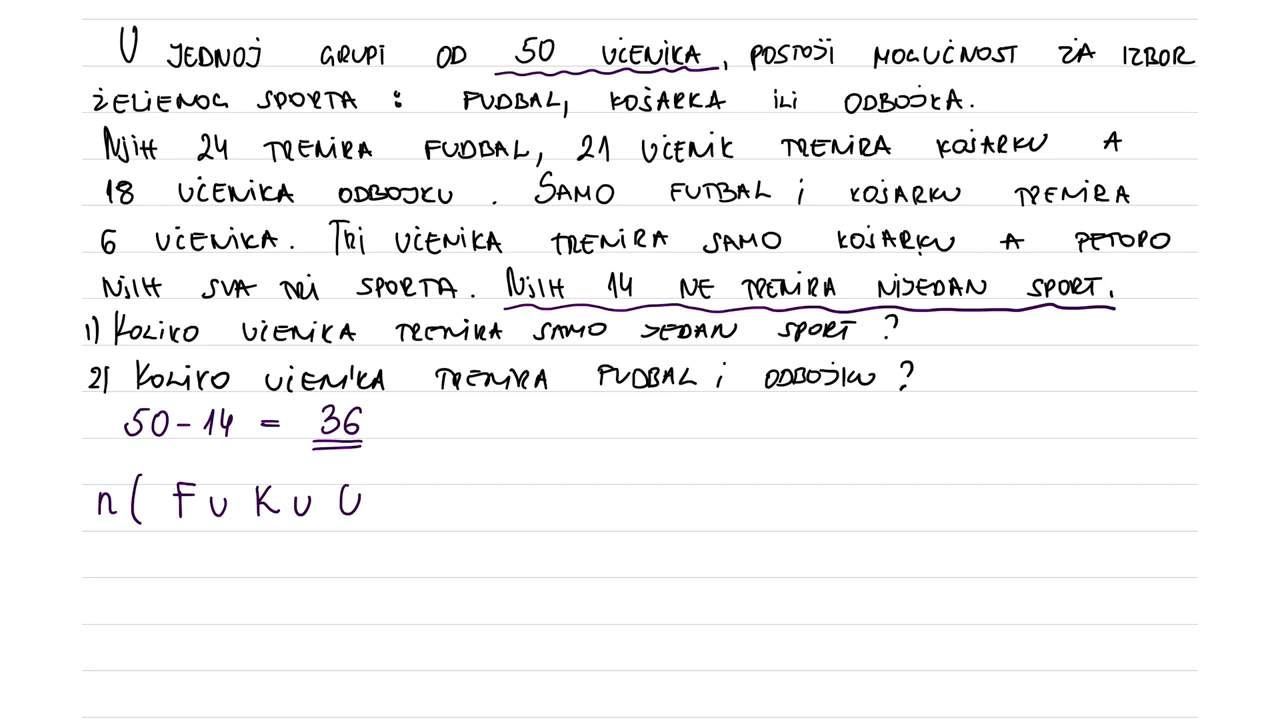 U JEDNOJ GRUPI OD 50 UČENIKA, POSTOJI MOGUĆNOST ZA IZBOR
ŽELJENOG SPORTA : FUDBAL, KOŠARKA ILI ODBOJKA.
NJIH 24 TRENIRA FUDBAL, 21 UČENIK TRENIRA KOŠARKU A
18 UČENIKA ODBOJKU. SAMO FUTBAL I KOŠARKU TRENIRA
6 UČENIKA. TRI UČENIKA TRENIRA SAMO KOŠARKU A PETORO
NJIH SVA TRI SPORTA. NJIH 14 NE TRENIRA NIJEDAN SPORT.
1) KOLIKO UČENIKA TRENIRA SAMO JEDAN SPORT?
2) KOLIKO UČENIKA TRENIRA FUDBAL I ODBOJKU?
50-14 = 36
n( F ∪ K ∪ O